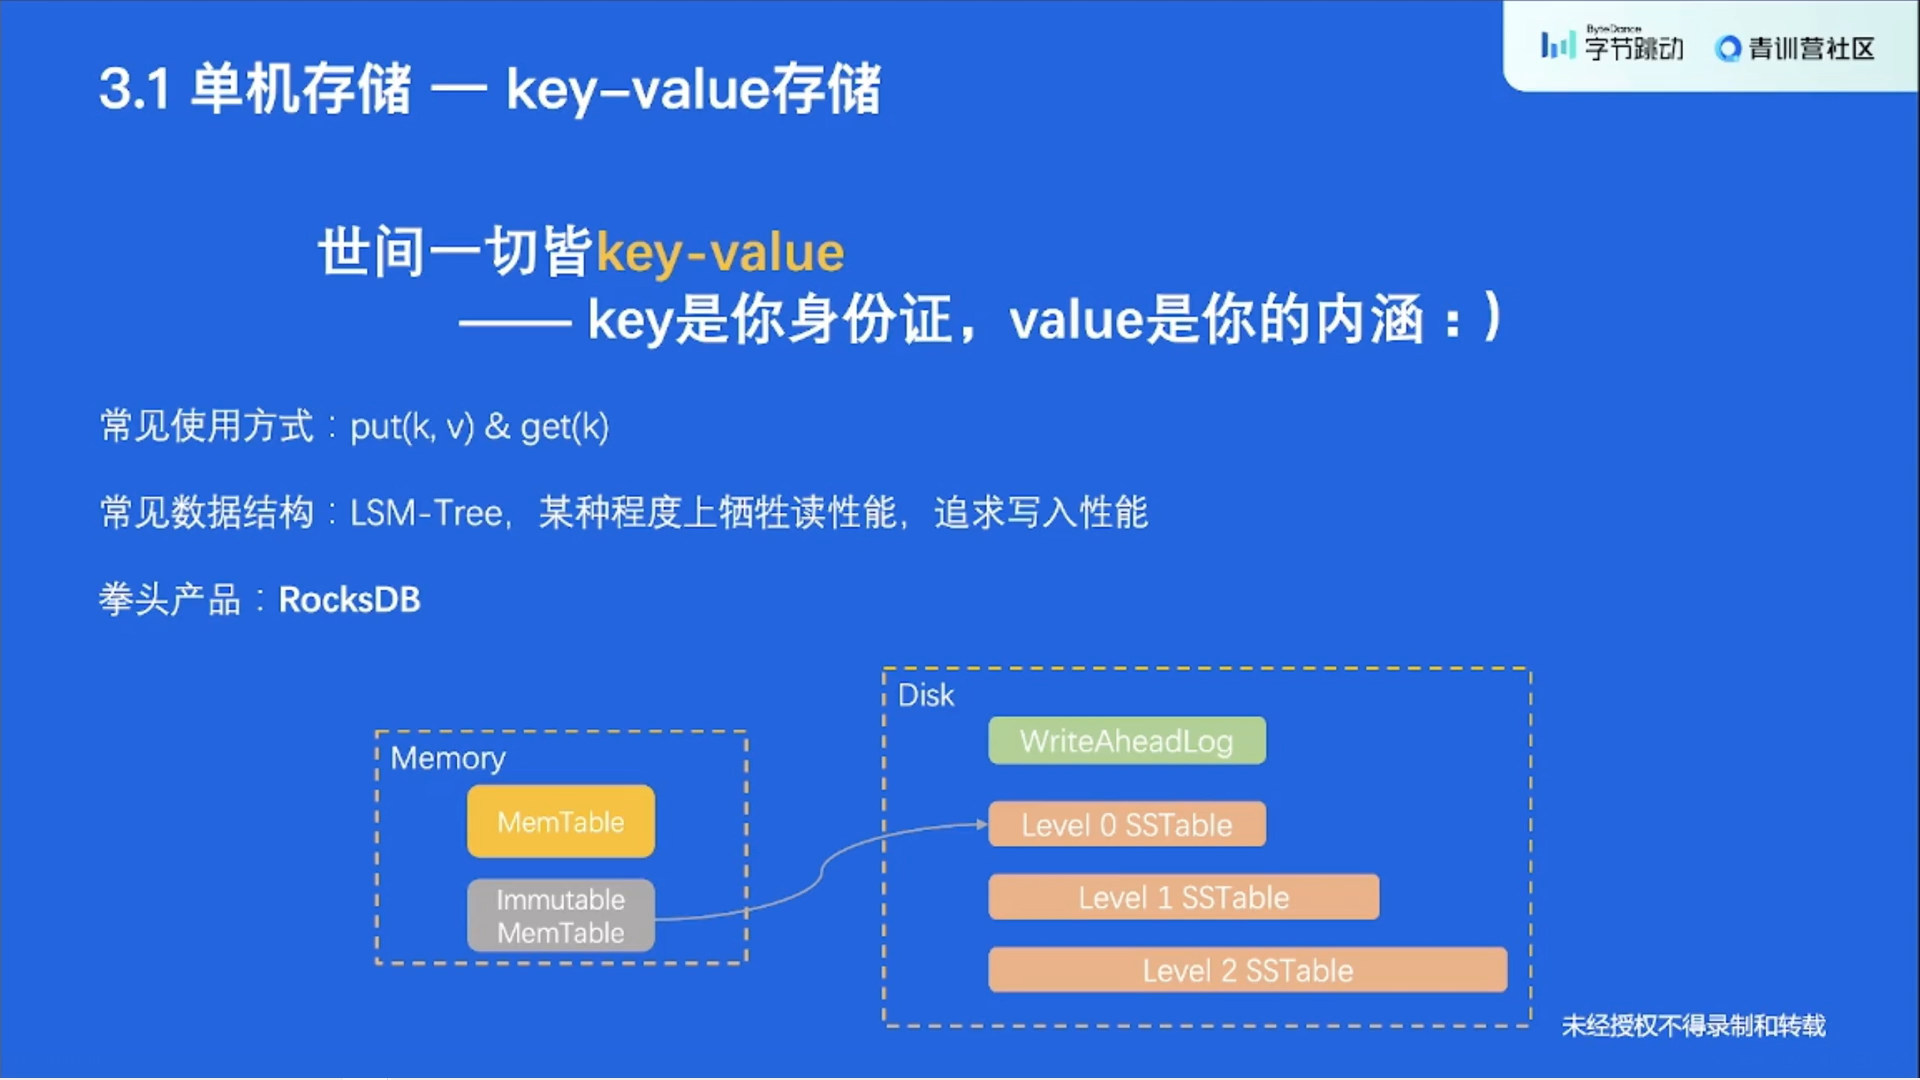 ByteDance
字节跳动 青训营社区
3.1 单机存储 — key-value存储
世间一切皆key-value
—— key是你身份证，value是你的内涵：)
常见使用方式：put(k, v) & get(k)
常见数据结构：LSM-Tree，某种程度上牺牲读性能，追求写入性能
拳头产品：RocksDB
Memory
MemTable
Immutable
MemTable
Disk
WriteAheadLog
Level 0 SSTable
Level 1 SSTable
Level 2 SSTable
未经授权不得录制和转载